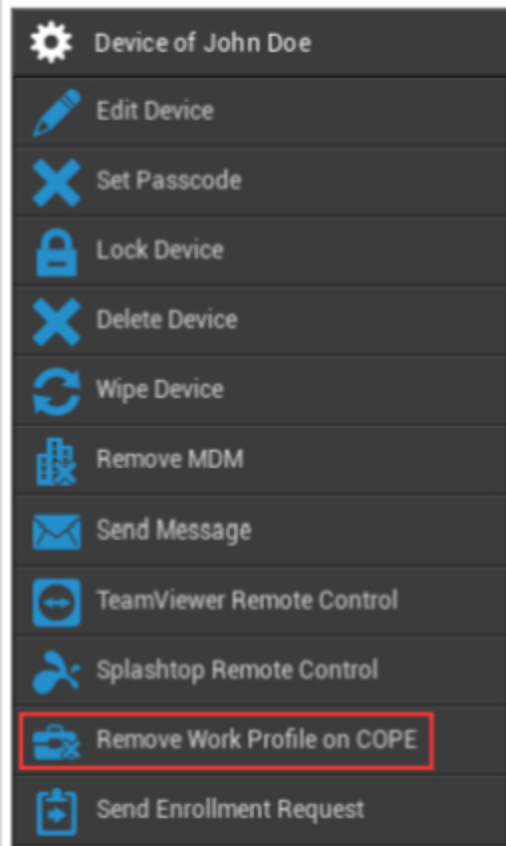 Device of John Doe
Edit Device
Set Passcode
Lock Device
Delete Device
Wipe Device
Remove MDM
Send Message
TeamViewer Remote Control
Splashtop Remote Control
Remove Work Profile on COPE
Send Enrollment Request